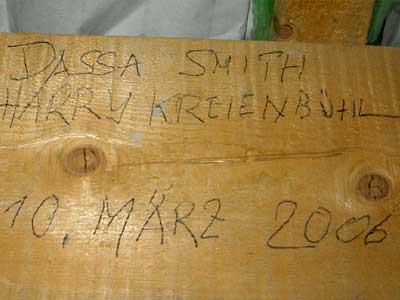 DASSA SMITH
HARRY KREIENBÜHL
10. MÄRZ 2006